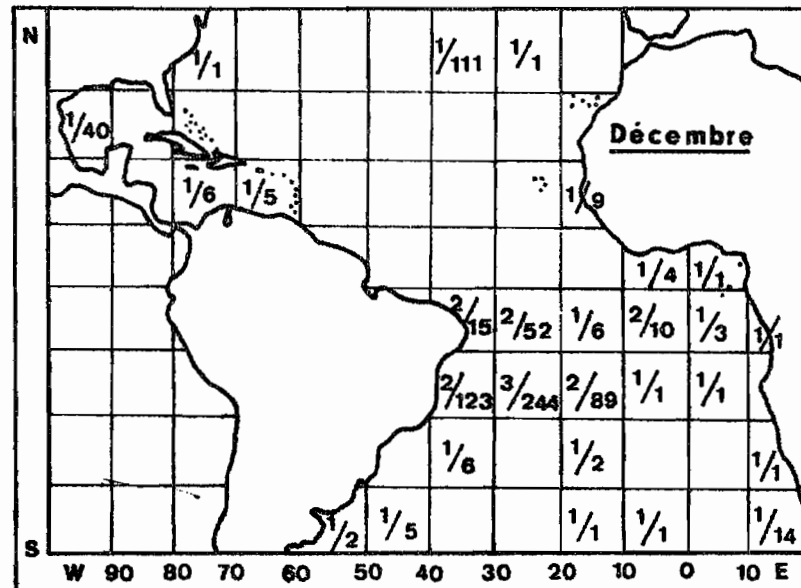 N
1/1 1/111 1/1
1/40 Décembre
1/6 1/5 1/9
1/4 1/1
2/15 2/52 1/6 2/10 1/3 1/1
2/123 3/244 2/89 1/1 1/1
1/6 1/2 1/1
1/2 1/5 1/1 1/1 1/14
S
W 90 80 70 60 50 40 30 20 10 0 10 E